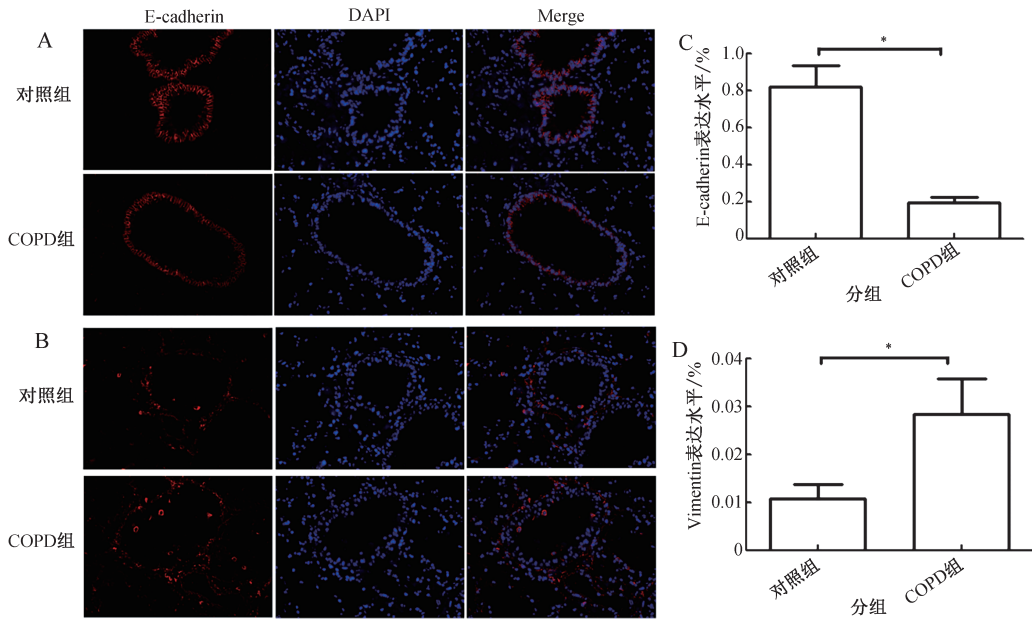 E-cadherin DAPI Merge
A
对照组
COPD组
B
对照组
COPD组
C
E-cadherin表达水平/%
1.0
0.8
0.6
0.4
0.2
0
*
对照组
COPD组
分组
D
Vimentin表达水平/%
0.04
0.03
0.02
0.01
0
*
对照组
COPD组
分组